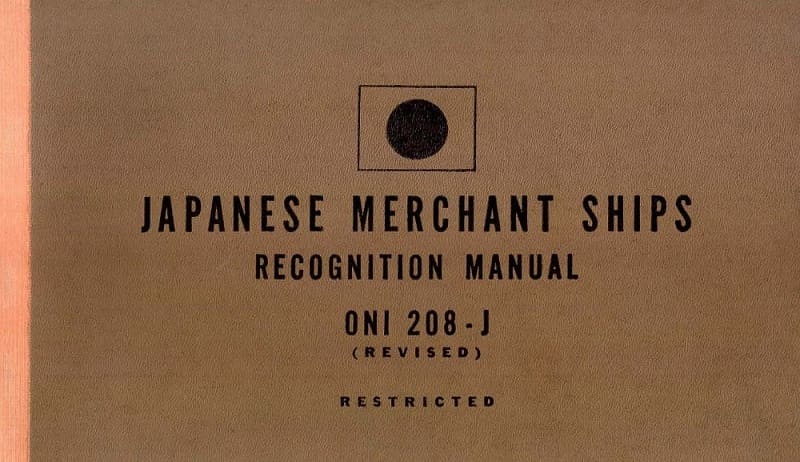 JAPANESE MERCHANT SHIPS
RECOGNITION MANUAL
ONI 208-J
(REVISED)
RESTRICTED